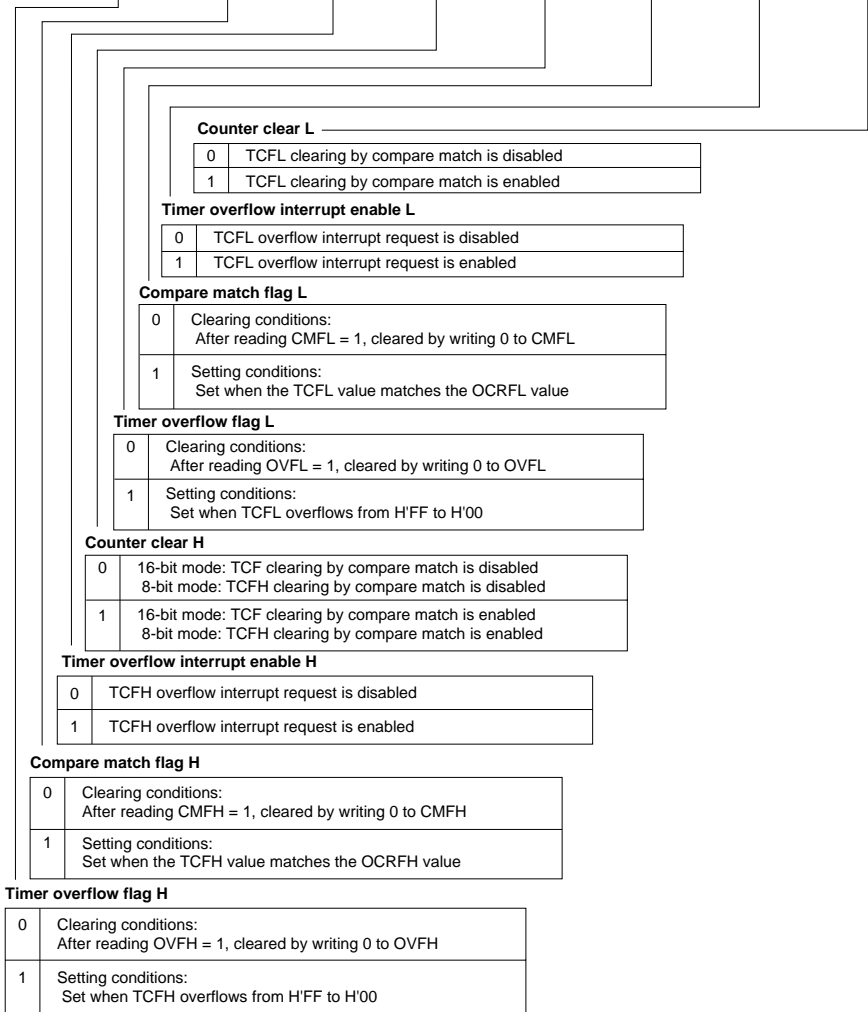 Counter clear L
0 TCFL clearing by compare match is disabled
1 TCFL clearing by compare match is enabled
Timer overflow interrupt enable L
0 TCFL overflow interrupt request is disabled
1 TCFL overflow interrupt request is enabled
Compare match flag L
0 Clearing conditions:
After reading CMFL = 1, cleared by writing 0 to CMFL
1 Setting conditions:
Set when the TCFL value matches the OCRFL value
Timer overflow flag L
0 Clearing conditions:
After reading OVFL = 1, cleared by writing 0 to OVFL
1 Setting conditions:
Set when TCFL overflows from H'FF to H'00
Counter clear H
0 16-bit mode: TCF clearing by compare match is disabled
8-bit mode: TCFH clearing by compare match is disabled
1 16-bit mode: TCF clearing by compare match is enabled
8-bit mode: TCFH clearing by compare match is enabled
Timer overflow interrupt enable H
0 TCFH overflow interrupt request is disabled
1 TCFH overflow interrupt request is enabled
Compare match flag H
0 Clearing conditions:
After reading CMFH = 1, cleared by writing 0 to CMFH
1 Setting conditions:
Set when the TCFH value matches the OCRFH value
Timer overflow flag H
0 Clearing conditions:
After reading OVFH = 1, cleared by writing 0 to OVFH
1 Setting conditions:
Set when TCFH overflows from H'FF to H'00